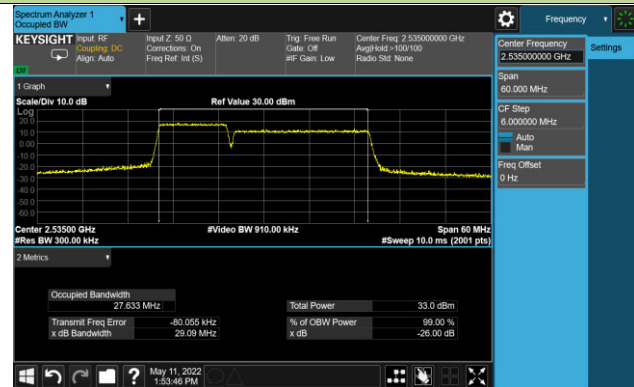 Spectrum Analyzer 1
Occupied BW
+
Frequency
KEYSIGHT
Input: RF
Coupling: DC
Align: Auto
Input Z: 50 Ω
Corrections: On
Freq Ref: Int (S)
Atten: 20 dB
Trig: Free Run
Gate: Off
#IF Gain: Low
Center Freq: 2.535000000 GHz
Avg|Hold:>100/100
Radio Std: None
LXI
Center Frequency
2.535000000 GHz
Settings
Span
60.000 MHz
CF Step
6.000000 MHz
Auto
Man
Freq Offset
0 Hz
1 Graph
Scale/Div 10.0 dB
Ref Value 30.00 dBm
Log
20.0
10.0
0.00
-10.0
-20.0
-30.0
-40.0
-50.0
-60.0
Center 2.53500 GHz
#Video BW 910.00 kHz
Span 60 MHz
#Res BW 300.00 kHz
#Sweep 10.0 ms (2001 pts)
2 Metrics
Occupied Bandwidth
27.633 MHz
Total Power
33.0 dBm
Transmit Freq Error
-80.055 kHz
% of OBW Power
99.00 %
x dB Bandwidth
29.09 MHz
x dB
-26.00 dB
?
May 11, 2022
1:53:46 PM